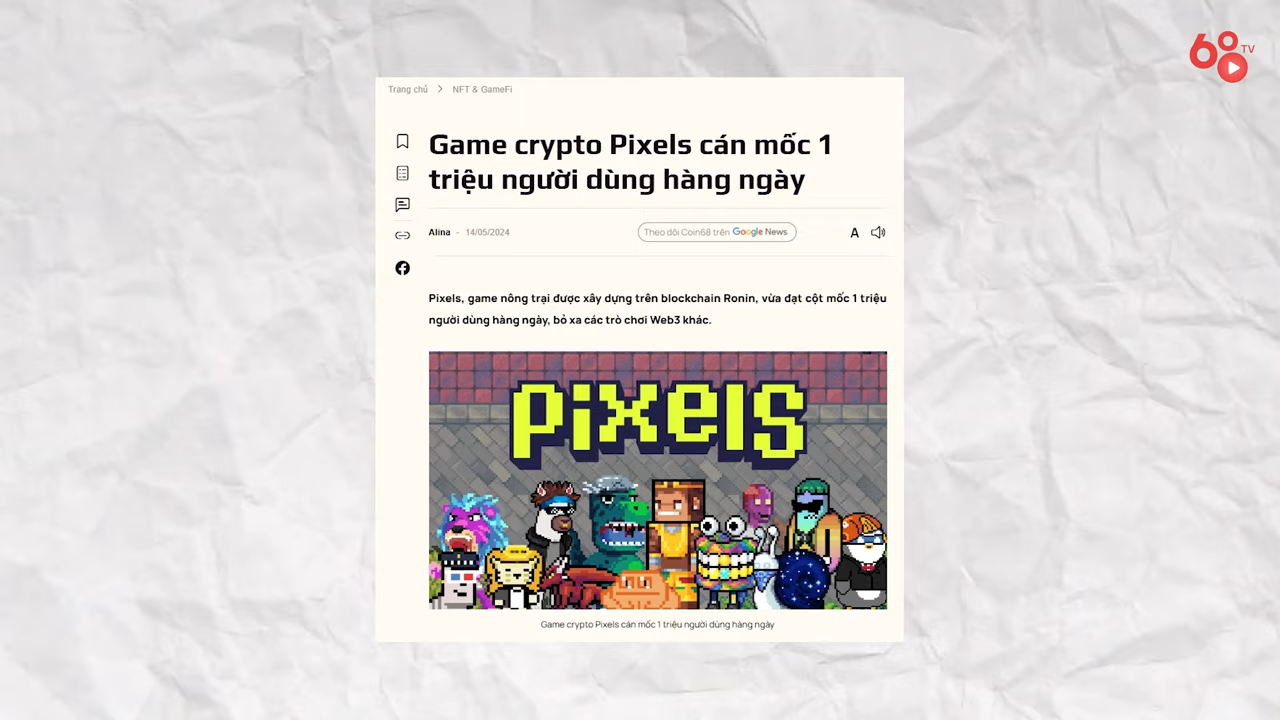 68 TV
Trang chủ > NFT & GameFi
Game crypto Pixels cán mốc 1
triệu người dùng hàng ngày
Alina - 14/05/2024
Theo dõi Coin68 trên Google News
A
Pixels, game nông trại được xây dựng trên blockchain Ronin, vừa đạt cột mốc 1 triệu
người dùng hàng ngày, bỏ xa các trò chơi Web3 khác.
PIXELS
Game crypto Pixels cán mốc 1 triệu người dùng hàng ngày